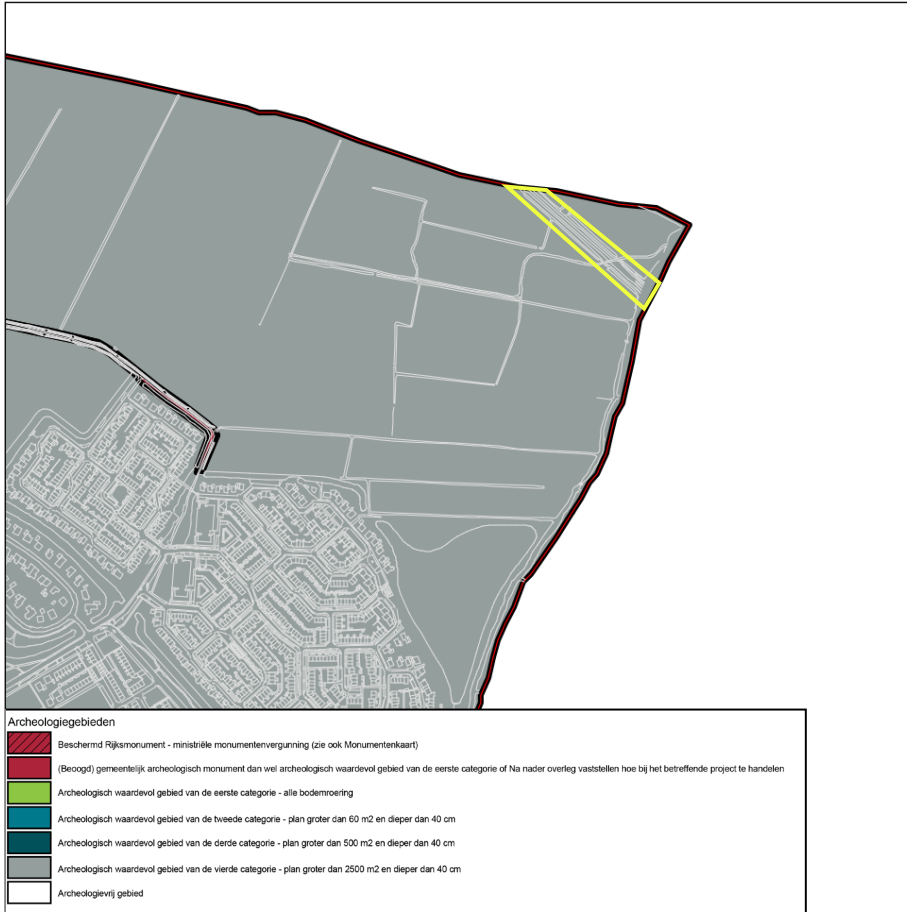 Archeologiegebieden
Beschermd Rijksmonument - ministriële monumentenvergunning (zie ook Monumentenkaart)
(Beoogd) gemeentelijk archeologisch monument dan wel archeologisch waardevol gebied van de eerste categorie of Na nader overleg vaststellen hoe bij het betreffende project te handelen
Archeologisch waardevol gebied van de eerste categorie - alle bodemroering
Archeologisch waardevol gebied van de tweede categorie - plan groter dan 60 m2 en dieper dan 40 cm
Archeologisch waardevol gebied van de derde categorie - plan groter dan 500 m2 en dieper dan 40 cm
Archeologisch waardevol gebied van de vierde categorie - plan groter dan 2500 m2 en dieper dan 40 cm
Archeologievrij gebied